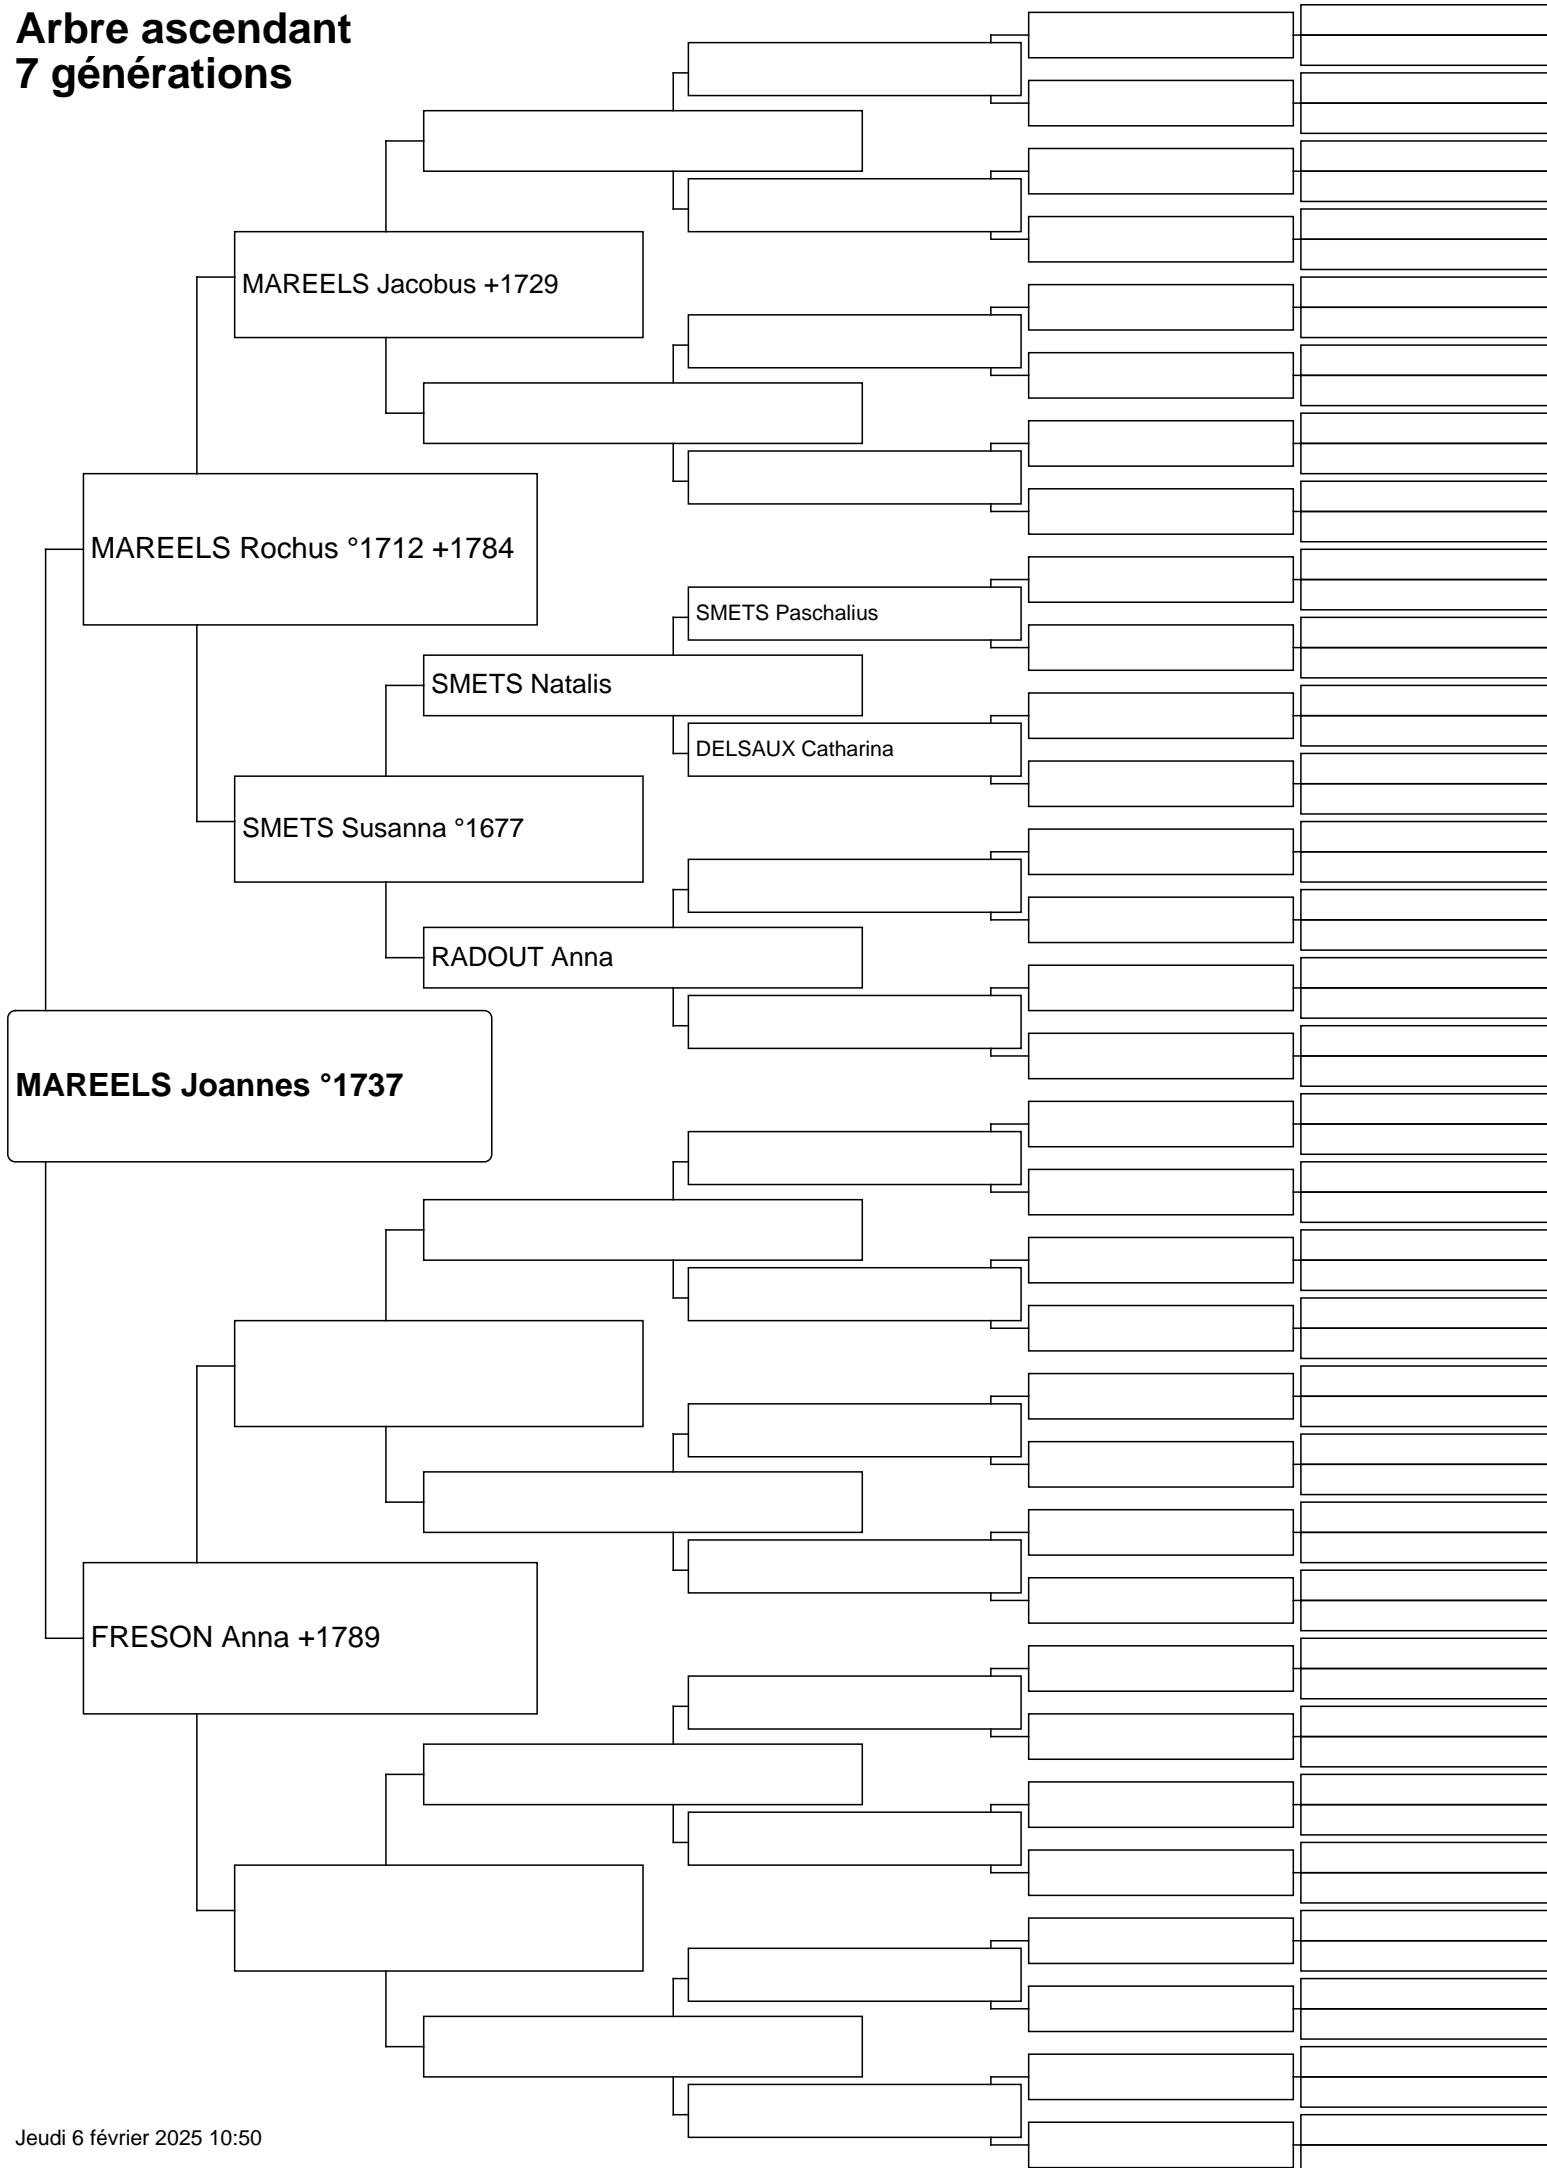 Arbre ascendant
7 générations
MAREELS Jacobus +1729
MAREELS Rochus °1712 +1784
SMETS Paschalius
SMETS Natalis
DELSAUX Catharina
SMETS Susanna °1677
RADOUT Anna
MAREELS Joannes °1737
FRESON Anna +1789
Jeudi 6 février 2025 10:50